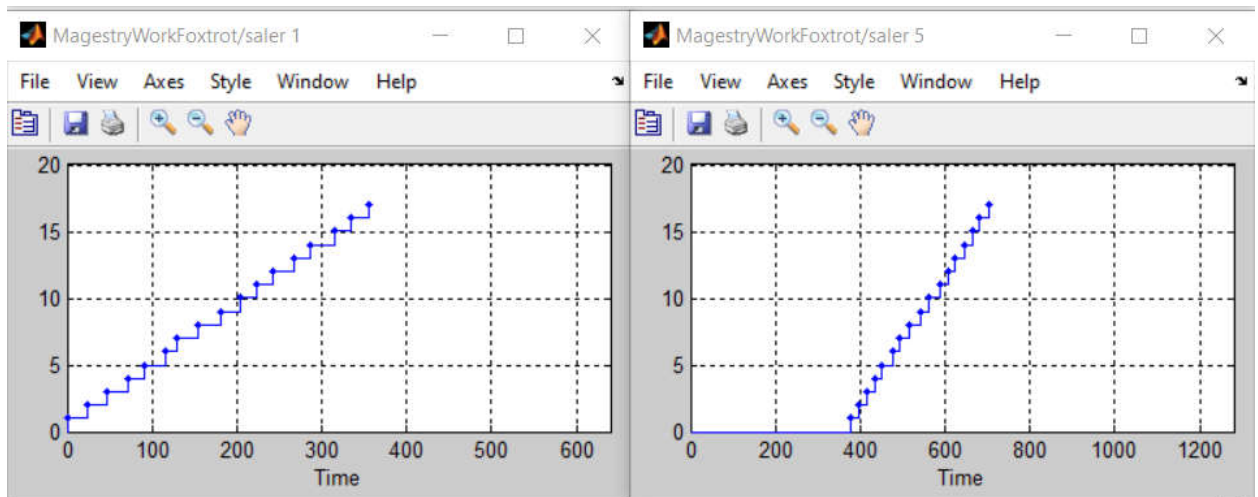 MagestryWorkFoxtrot/saler 1
File View Axes Style Window Help
20
15
10
5
0
0 100 200 300 400 500 600
Time
MagestryWorkFoxtrot/saler 5
File View Axes Style Window Help
20
15
10
5
0
0 200 400 600 800 1000 1200
Time